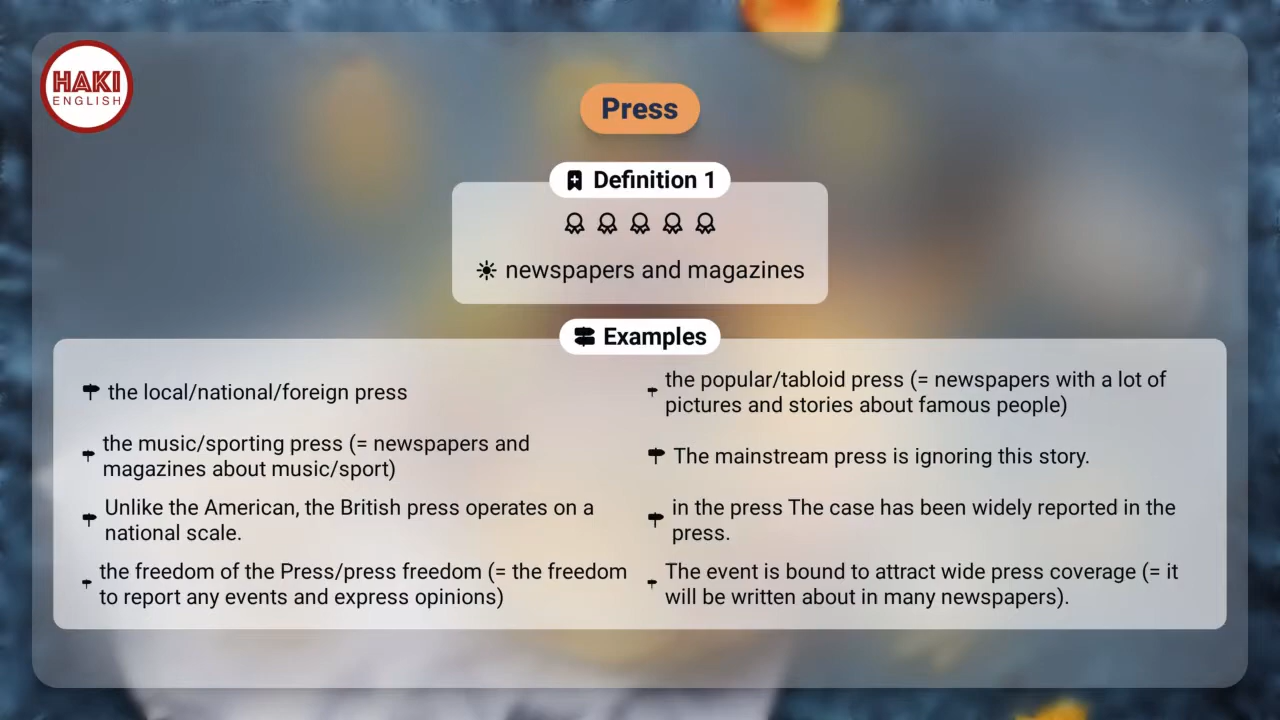 HAKI
ENGLISH
Press
Definition 1
newspapers and magazines
Examples
the local/national/foreign press
the popular/tabloid press (= newspapers with a lot of
pictures and stories about famous people)
the music/sporting press (= newspapers and
magazines about music/sport)
The mainstream press is ignoring this story.
Unlike the American, the British press operates on a
national scale.
in the press The case has been widely reported in the
press.
the freedom of the Press/press freedom (= the freedom
to report any events and express opinions)
The event is bound to attract wide press coverage (= it
will be written about in many newspapers).